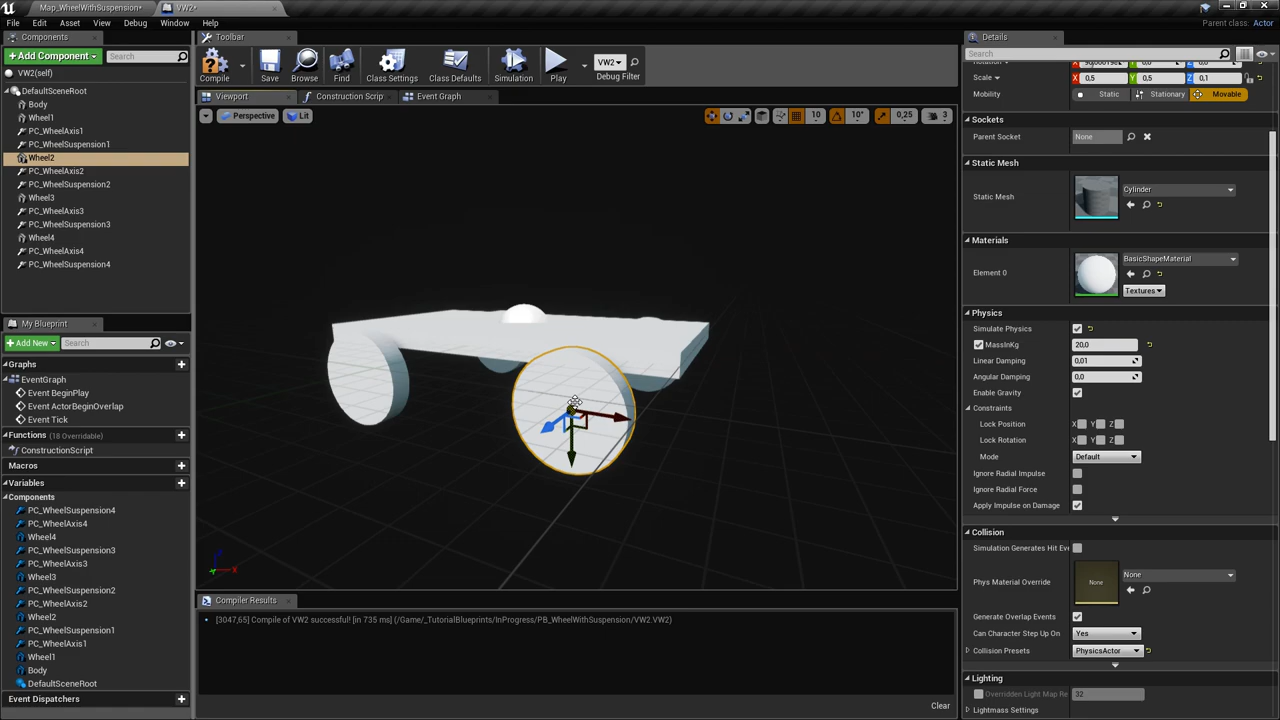 Map_WheelWithSuspension*
VW2*
File Edit Asset View Debug Window Help
Parent class: Actor
Components
Toolbar
Details
+ Add Component
Search
VW2(self)
Compile
Save
Browse
Find
Class Settings
Class Defaults
Simulation
Play
VW2
Debug Filter
Search
Scale
X 0,5 Y 0,5 Z 0,1
Mobility
Static Stationary Movable
DefaultSceneRoot
Body
Wheel1
PC_WheelAxis1
PC_WheelSuspension1
Wheel2
PC_WheelAxis2
PC_WheelSuspension2
Wheel3
PC_WheelAxis3
PC_WheelSuspension3
Wheel4
PC_WheelAxis4
PC_WheelSuspension4
Viewport
Construction Scrip
Event Graph
Perspective Lit
10 10° 0,25 3
Sockets
Parent Socket None
Static Mesh
Static Mesh
Cylinder
Materials
Element 0
BasicShapeMaterial
Textures
Physics
Simulate Physics
MassInKg 20,0
Linear Damping 0,01
Angular Damping 0,0
Enable Gravity
Constraints
Lock Position X Y Z
Lock Rotation X Y Z
Mode Default
Ignore Radial Impulse
Ignore Radial Force
Apply Impulse on Damage
Collision
Simulation Generates Hit Eve
Phys Material Override
None
None
Generate Overlap Events
Can Character Step Up On Yes
Collision Presets PhysicsActor
Lighting
Overridden Light Map Re 32
Lightmass Settings
My Blueprint
+ Add New
Search
Graphs
EventGraph
Event BeginPlay
Event ActorBeginOverlap
Event Tick
Functions (18 Overridable)
ConstructionScript
Macros
Variables
Components
PC_WheelSuspension4
PC_WheelAxis4
Wheel4
PC_WheelSuspension3
PC_WheelAxis3
Wheel3
PC_WheelSuspension2
PC_WheelAxis2
Wheel2
PC_WheelSuspension1
PC_WheelAxis1
Wheel1
Body
DefaultSceneRoot
Event Dispatchers
Compiler Results
[3047,65] Compile of VW2 successful! [in 735 ms] (/Game/_TutorialBlueprints/InProgress/PB_WheelWithSuspension/VW2.VW2)
Clear